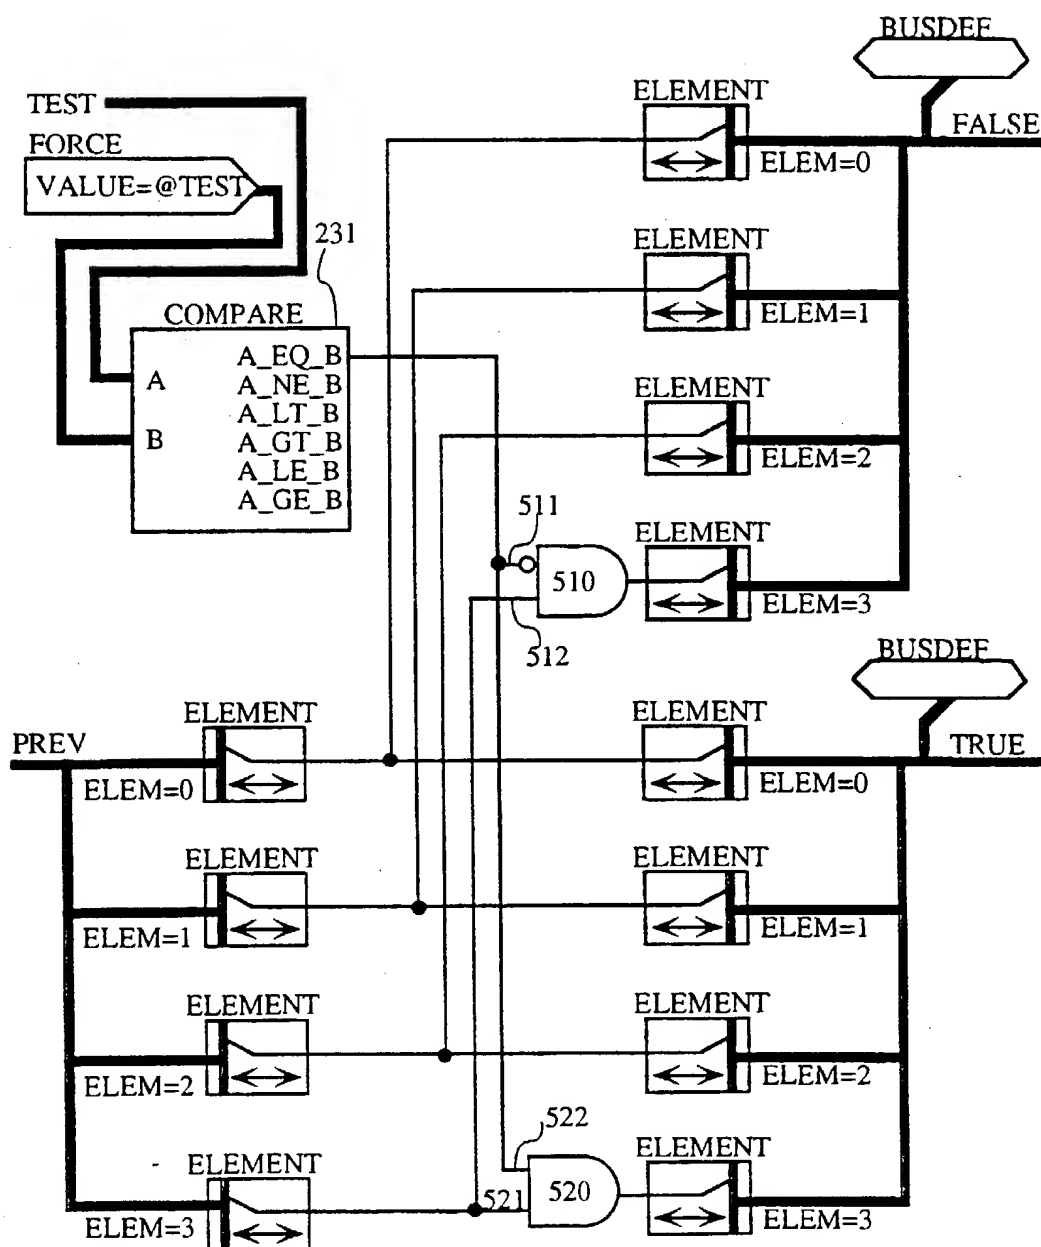 BUSDEF
TEST
ELEMENT
FALSE
FORCE
VALUE=@TEST
ELEM=0
231
ELEMENT
ELEM=1
COMPARE
A
B
A_EQ_B
A_NE_B
A_LT_B
A_GT_B
A_LE_B
A_GE_B
ELEMENT
ELEM=2
511
ELEMENT
510
ELEM=3
512
BUSDEF
PREV
ELEMENT
ELEM=0
ELEMENT
ELEM=0
TRUE
ELEMENT
ELEM=1
ELEMENT
ELEM=1
ELEMENT
ELEM=2
ELEMENT
ELEM=2
522
ELEMENT
ELEM=3
521
520
ELEMENT
ELEM=3